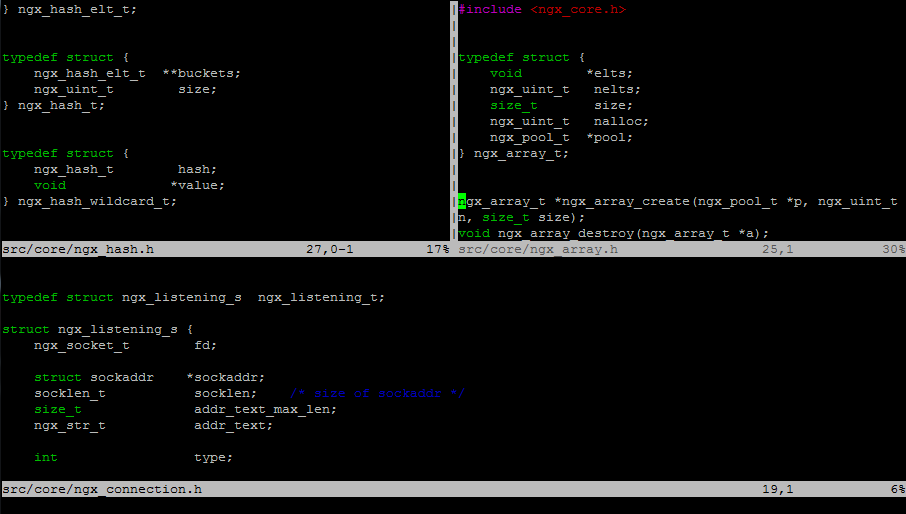 } ngx_hash_elt_t;
typedef struct {
ngx_hash_elt_t  **buckets;
ngx_uint_t        size;
} ngx_hash_t;
typedef struct {
ngx_hash_t        hash;
void             *value;
} ngx_hash_wildcard_t;
src/core/ngx_hash.h                   27,0-1         17%
#include <ngx_core.h>
typedef struct {
void        *elts;
ngx_uint_t   nelts;
size_t       size;
ngx_uint_t   nalloc;
ngx_pool_t  *pool;
} ngx_array_t;
ngx_array_t *ngx_array_create(ngx_pool_t *p, ngx_uint_t
n, size_t size);
void ngx_array_destroy(ngx_array_t *a);
src/core/ngx_array.h                  25,1           30%
typedef struct ngx_listening_s  ngx_listening_t;
struct ngx_listening_s {
ngx_socket_t        fd;
struct sockaddr    *sockaddr;
socklen_t           socklen;    /* size of sockaddr */
size_t              addr_text_max_len;
ngx_str_t           addr_text;
int                 type;
src/core/ngx_connection.h                  19,1            6%